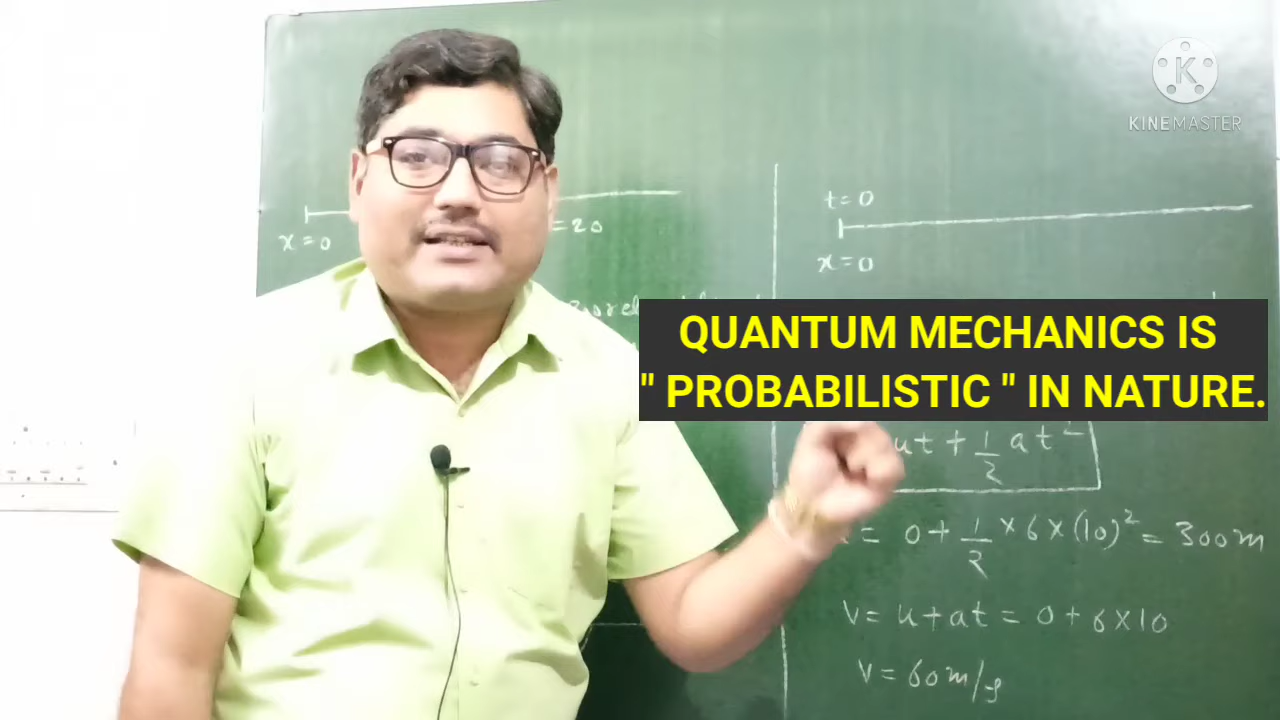 KINEMASTER
x=0
=20
t=0
x=0
QUANTUM MECHANICS IS
" PROBABILISTIC " IN NATURE.
ut + 1/2 at²
= 0 + 1/2 × 6 × (10)² = 300m
V = u+at = 0 + 6×10
V = 60m/s